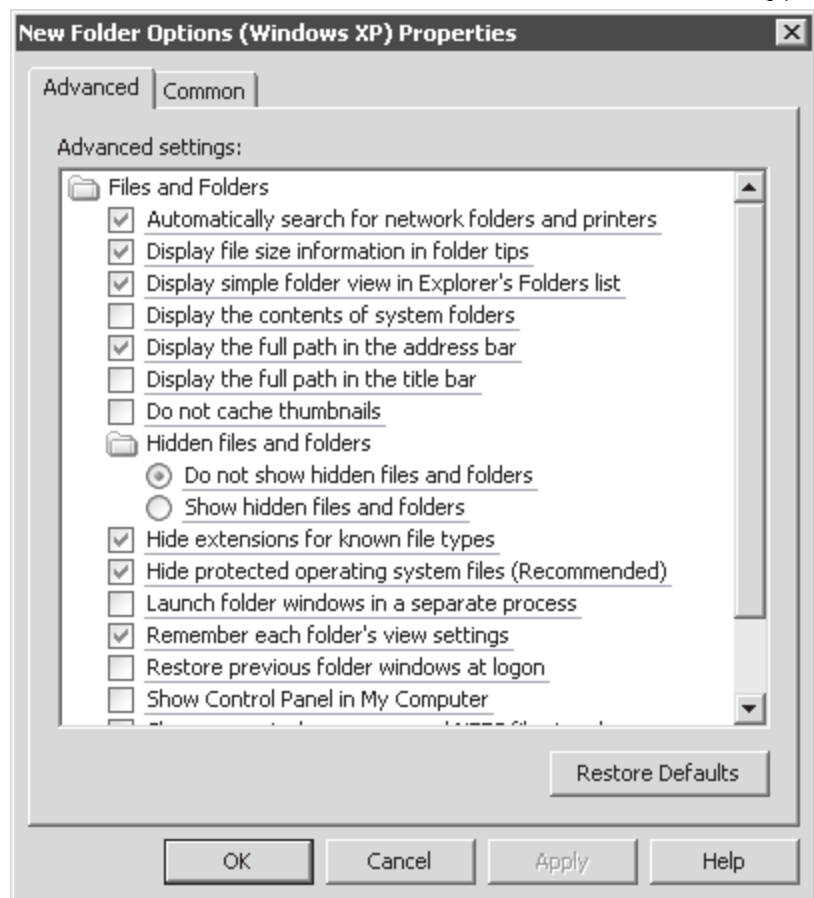 New Folder Options (Windows XP) Properties
Advanced
Common
Advanced settings:
Files and Folders
Automatically search for network folders and printers
Display file size information in folder tips
Display simple folder view in Explorer's Folders list
Display the contents of system folders
Display the full path in the address bar
Display the full path in the title bar
Do not cache thumbnails
Hidden files and folders
Do not show hidden files and folders
Show hidden files and folders
Hide extensions for known file types
Hide protected operating system files (Recommended)
Launch folder windows in a separate process
Remember each folder's view settings
Restore previous folder windows at logon
Show Control Panel in My Computer
Restore Defaults
OK Cancel Apply Help